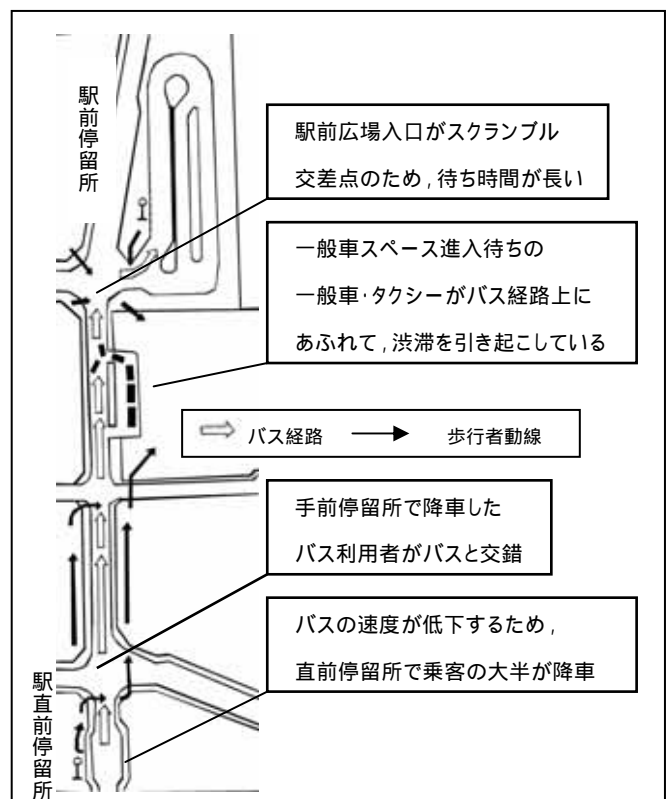 駅前停留所
駅前広場入口がスクランブル
交差点のため，待ち時間が長い
一般車スペース進入待ちの
一般車・タクシーがバス経路上に
あふれて，渋滞を引き起こしている
バス経路
歩行者動線
手前停留所で降車した
バス利用者がバスと交錯
バスの速度が低下するため，
直前停留所で乗客の大半が降車
駅直前停留所